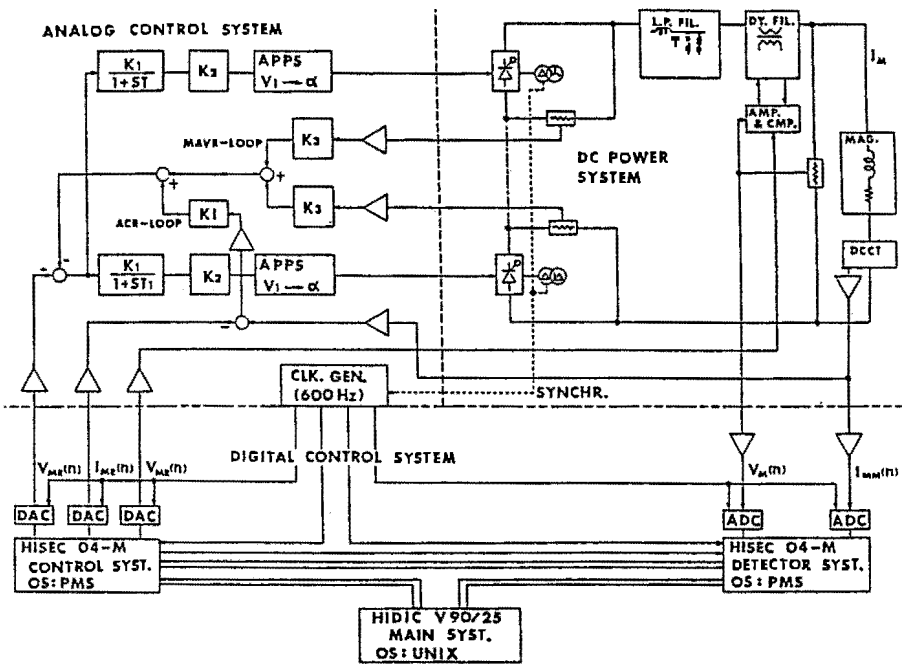 ANALOG CONTROL SYSTEM
L.P. FIL.
DY. FIL.
K1
1+ST
K2
APPS
V1→α
IM
AMP.
& CMP.
MAVR-LOOP
K3
DC POWER
SYSTEM
MAG.
+
+
K3
ACR-LOOP
K1
DCCT
-
-
K1
1+ST1
K2
APPS
V1→α
-
CLK. GEN.
(600Hz)
SYNCHR.
DIGITAL CONTROL SYSTEM
VMR(n)
IMR(n)
VMR(n)
VM(n)
IMM(n)
DAC
DAC
DAC
ADC
ADC
HISEC 04-M
CONTROL SYST.
OS:PMS
HISEC 04-M
DETECTOR SYST.
OS:PMS
HIDIC V90/25
MAIN SYST.
OS:UNIX